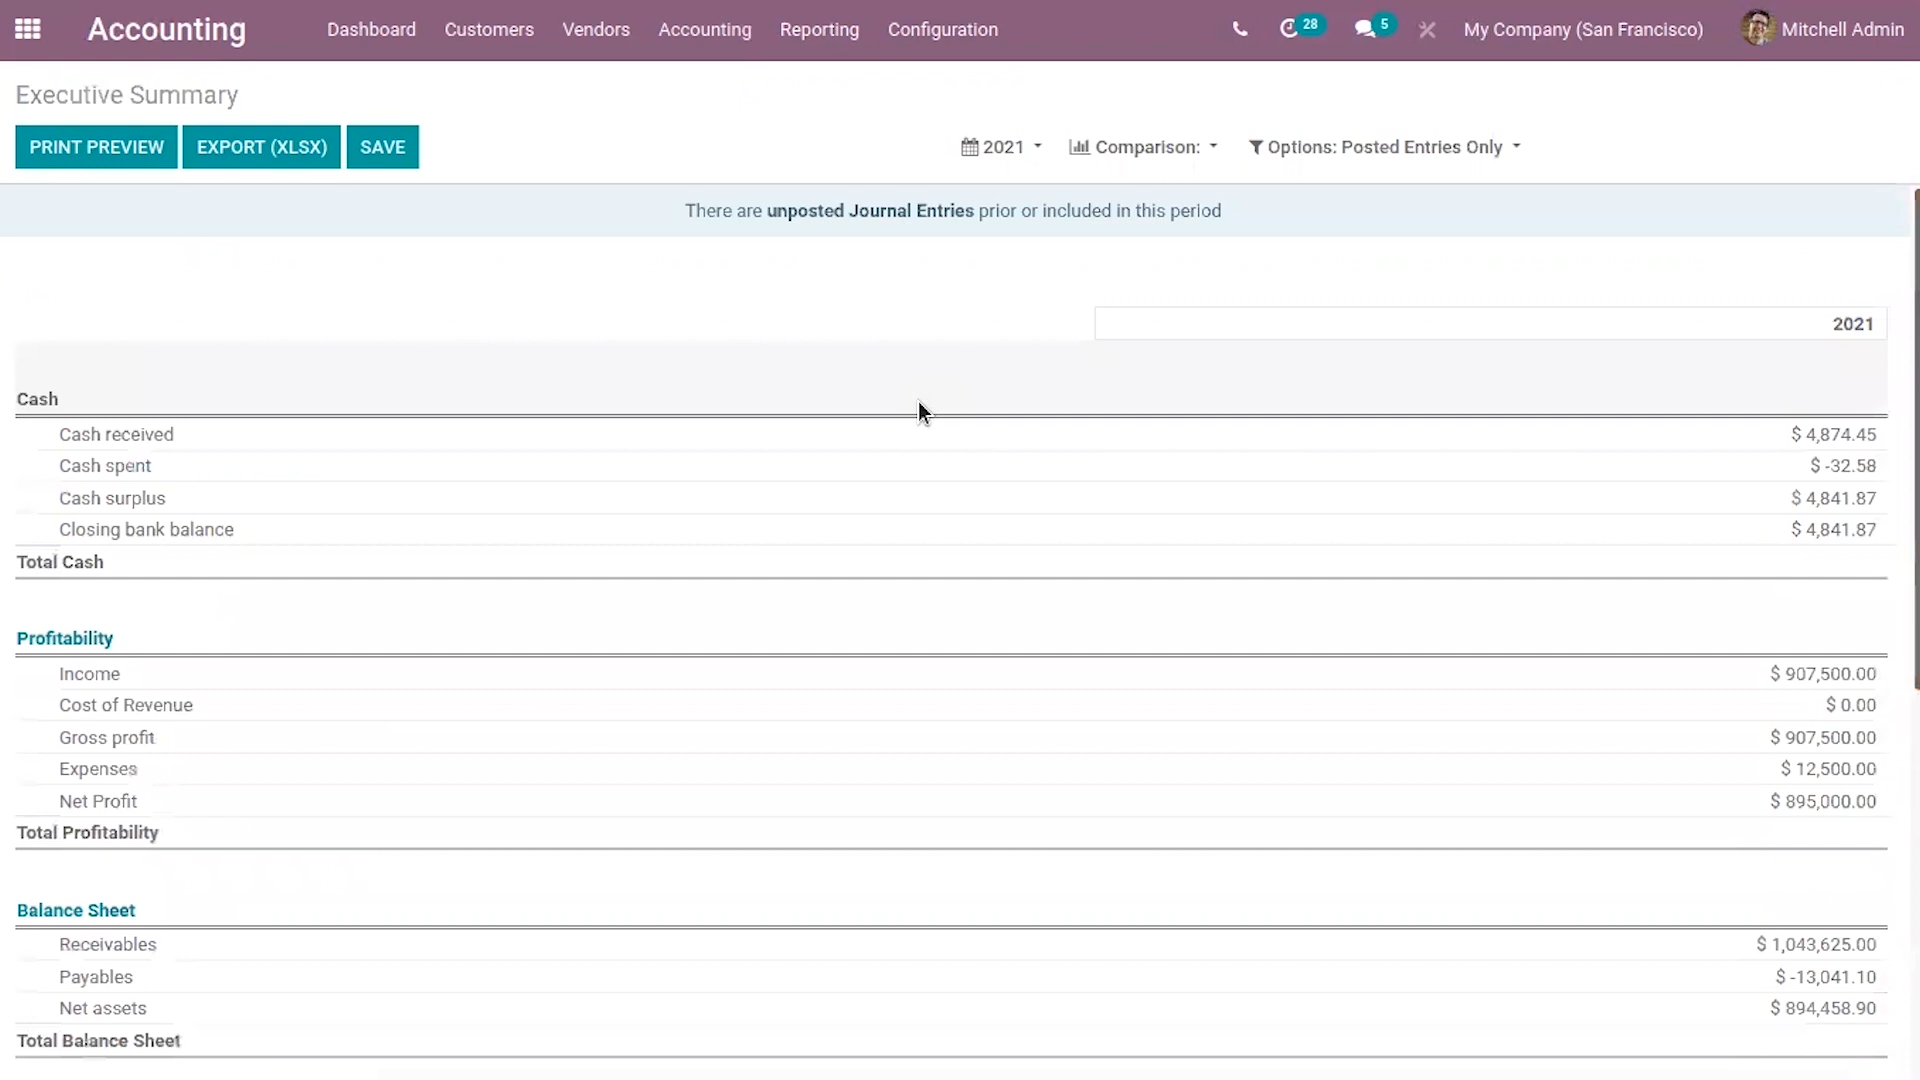 Accounting Dashboard Customers Vendors Accounting Reporting Configuration 28 5 My Company (San Francisco) Mitchell Admin
Executive Summary
PRINT PREVIEW EXPORT (XLSX) SAVE 2021 Comparison: Options: Posted Entries Only
There are unposted Journal Entries prior or included in this period
2021
Cash
Cash received $ 4,874.45
Cash spent $ -32.58
Cash surplus $ 4,841.87
Closing bank balance $ 4,841.87
Total Cash
Profitability
Income $ 907,500.00
Cost of Revenue $ 0.00
Gross profit $ 907,500.00
Expenses $ 12,500.00
Net Profit $ 895,000.00
Total Profitability
Balance Sheet
Receivables $ 1,043,625.00
Payables $ -13,041.10
Net assets $ 894,458.90
Total Balance Sheet